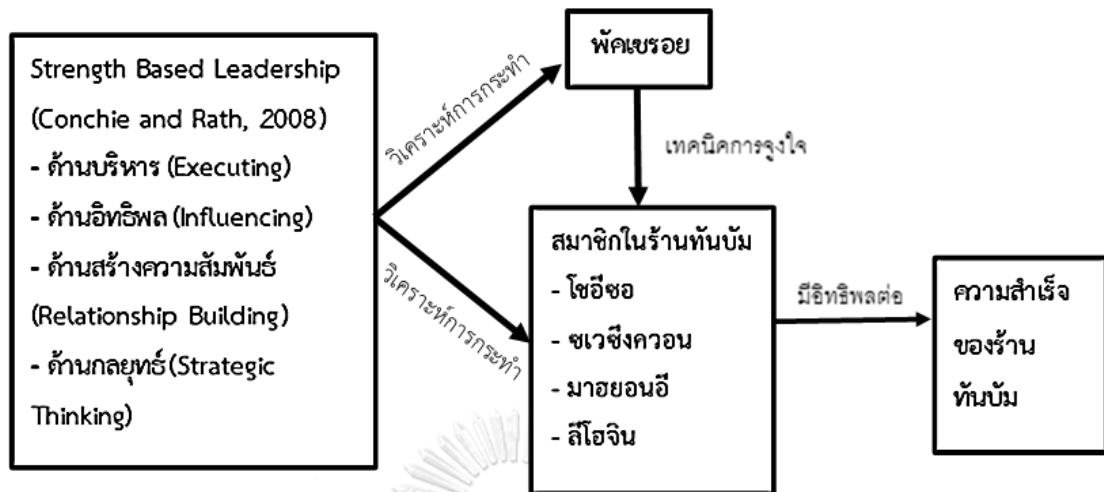 Strength Based Leadership
(Conchie and Rath, 2008)
- ด้านบริหาร (Executing)
- ด้านอิทธิพล (Influencing)
- ด้านสร้างความสัมพันธ์
(Relationship Building)
- ด้านกลยุทธ์(Strategic
Thinking)
วิเคราะห์การกระทำ
วิเคราะห์การกระทำ
พัคเซรอย
เทคนิคการจูงใจ
สมาชิกในร้านทันบัม
- โชอีซอ
- ชเวซึงควอน
- มาฮยอนอี
- ลีโฮจิน
มีอิทธิพลต่อ
ความสำเร็จ
ของร้าน
ทันบัม